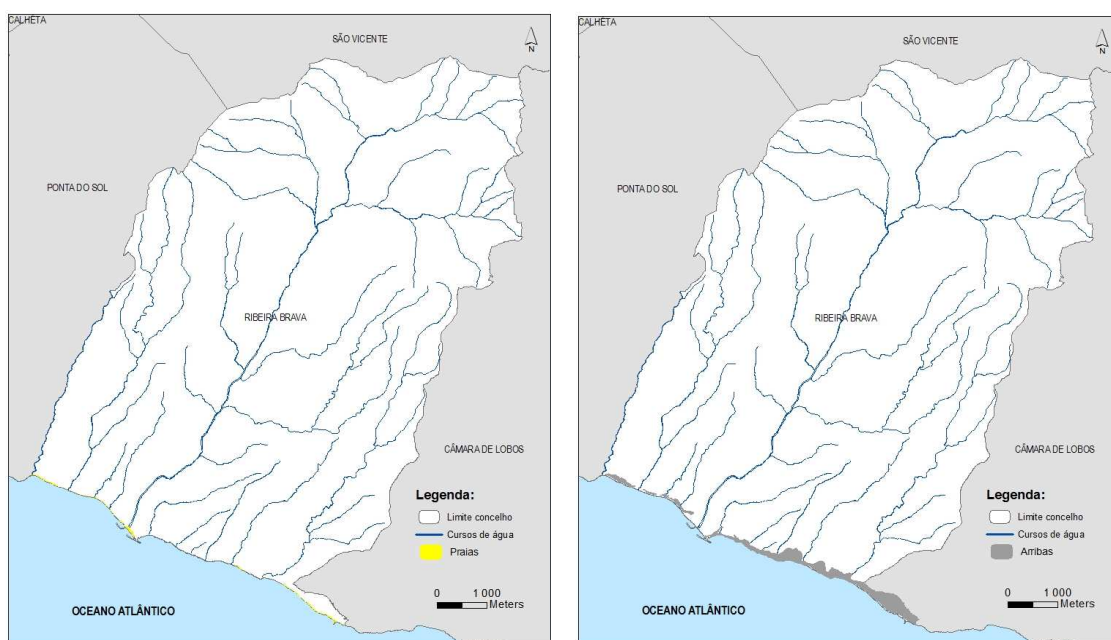 CALHETA
SÃO VICENTE
N
PONTA DO SOL
RIBEIRA BRAVA
CÂMARA DE LOBOS
Legenda:
Limite concelho
Cursos de água
Praias
0 1 000
Meters
OCEANO ATLÂNTICO
CALHETA
SÃO VICENTE
N
PONTA DO SOL
RIBEIRA BRAVA
CÂMARA DE LOBOS
Legenda:
Limite concelho
Cursos de água
Arribas
0 1 000
Meters
OCEANO ATLÂNTICO